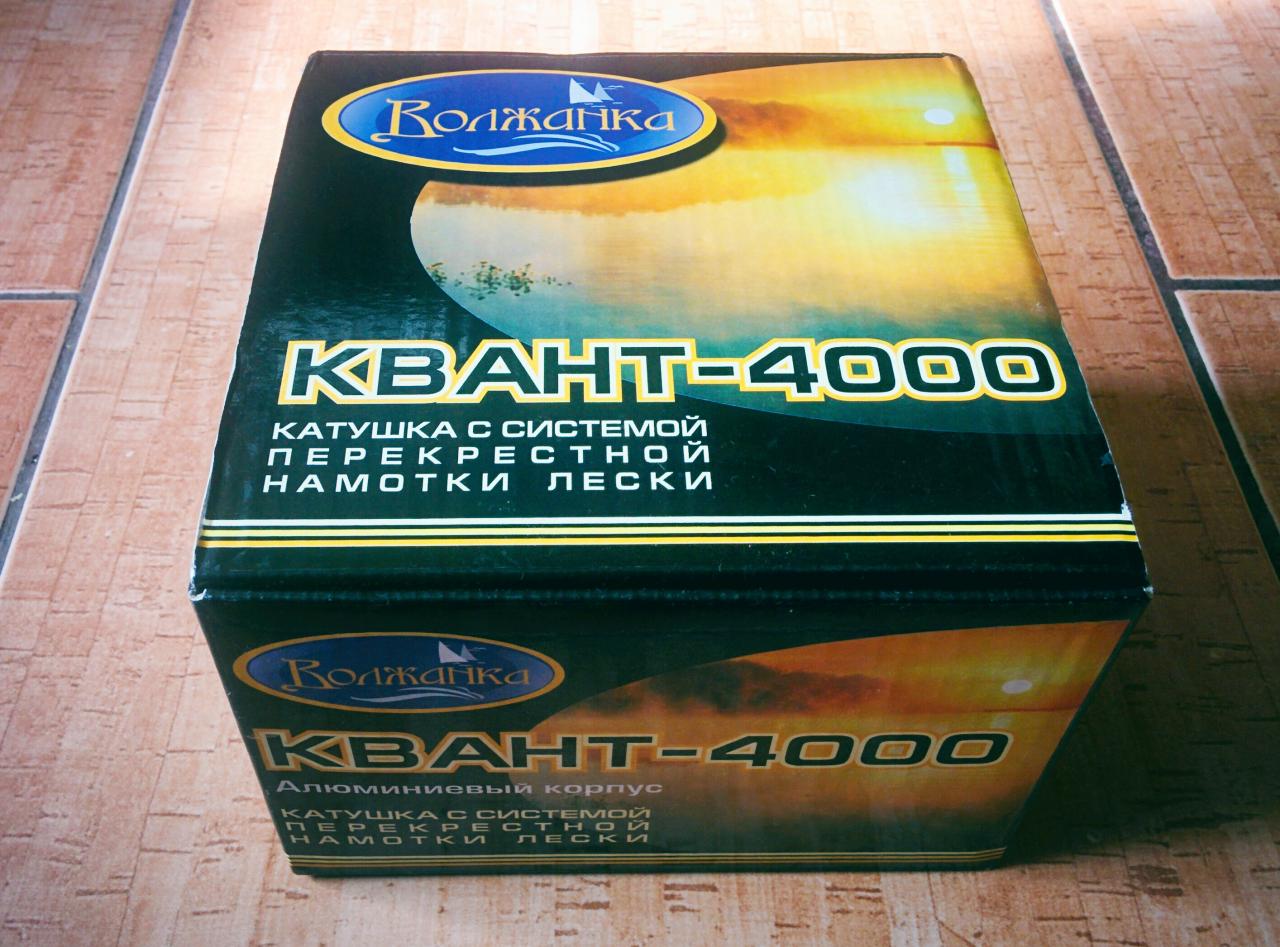 Волжанка
КВАНТ-4000
КАТУШКА С СИСТЕМОЙ
ПЕРЕКРЕСТНОЙ
НАМОТКИ ЛЕСКИ
Волжанка
КВАНТ-4000
Алюминиевый корпус
КАТУШКА С СИСТЕМОЙ
ПЕРЕКРЕСТНОЙ
НАМОТКИ ЛЕСКИ